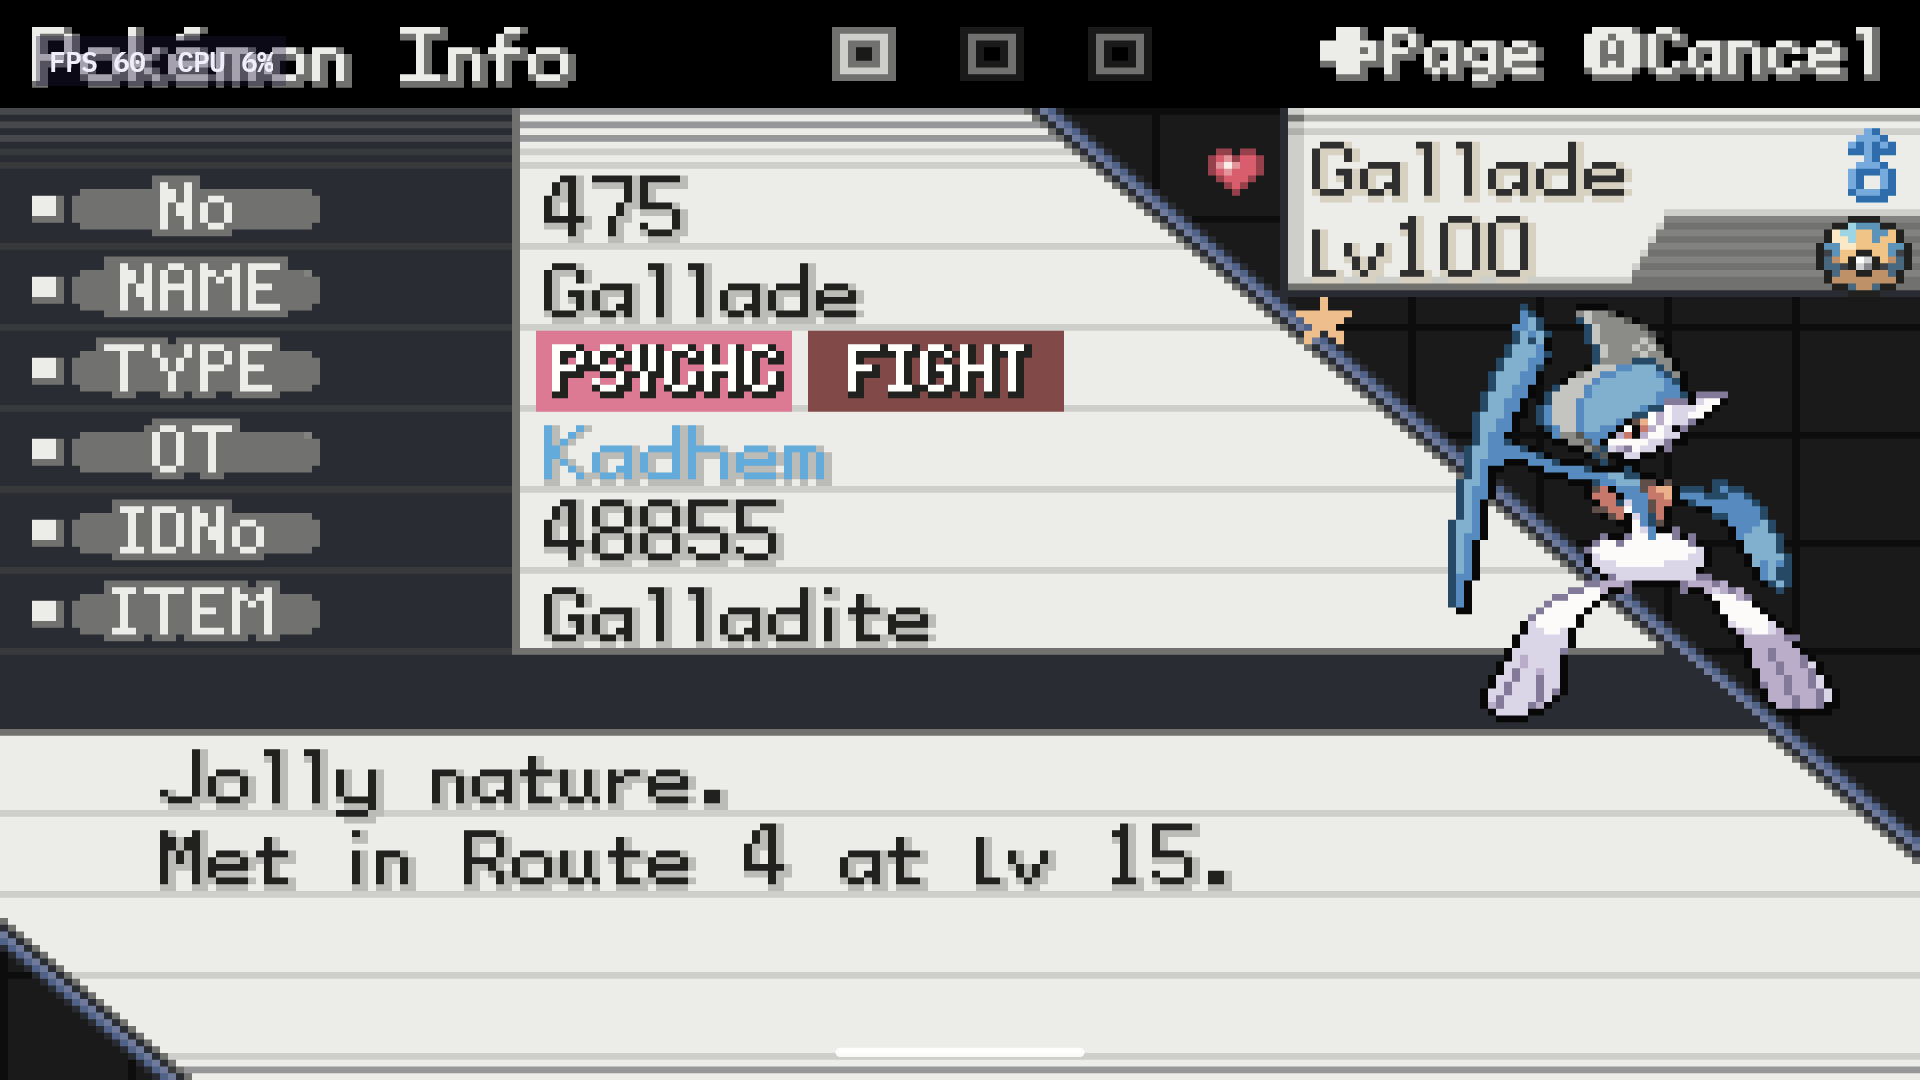 Pokémon Info
FPS 60 CPU 6%
Page
A Cancel
Gallade
Lv100
No 475
NAME Gallade
TYPE PSYCHC FIGHT
OT Kadhem
IDNo 48855
ITEM Galladite
Jolly nature.
Met in Route 4 at Lv 15.